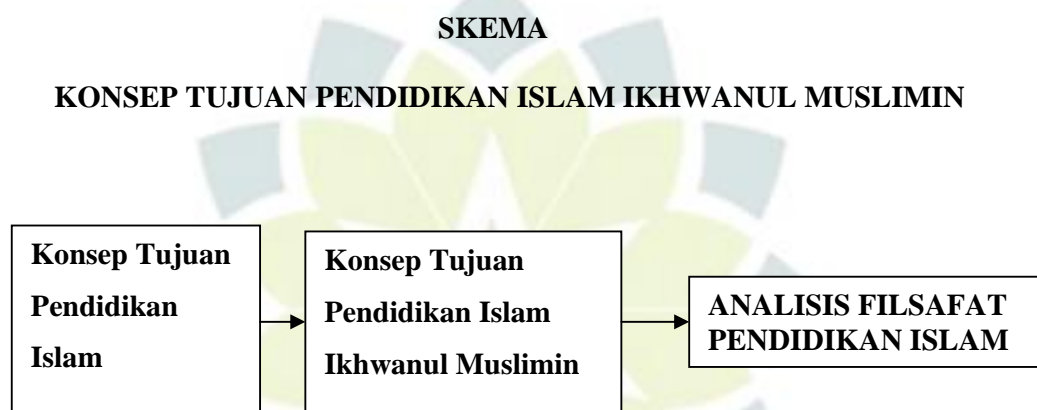 SKEMA
KONSEP TUJUAN PENDIDIKAN ISLAM IKHWANUL MUSLIMIN
Konsep Tujuan
Pendidikan
Islam
Konsep Tujuan
Pendidikan Islam
Ikhwanul Muslimin
ANALISIS FILSAFAT
PENDIDIKAN ISLAM